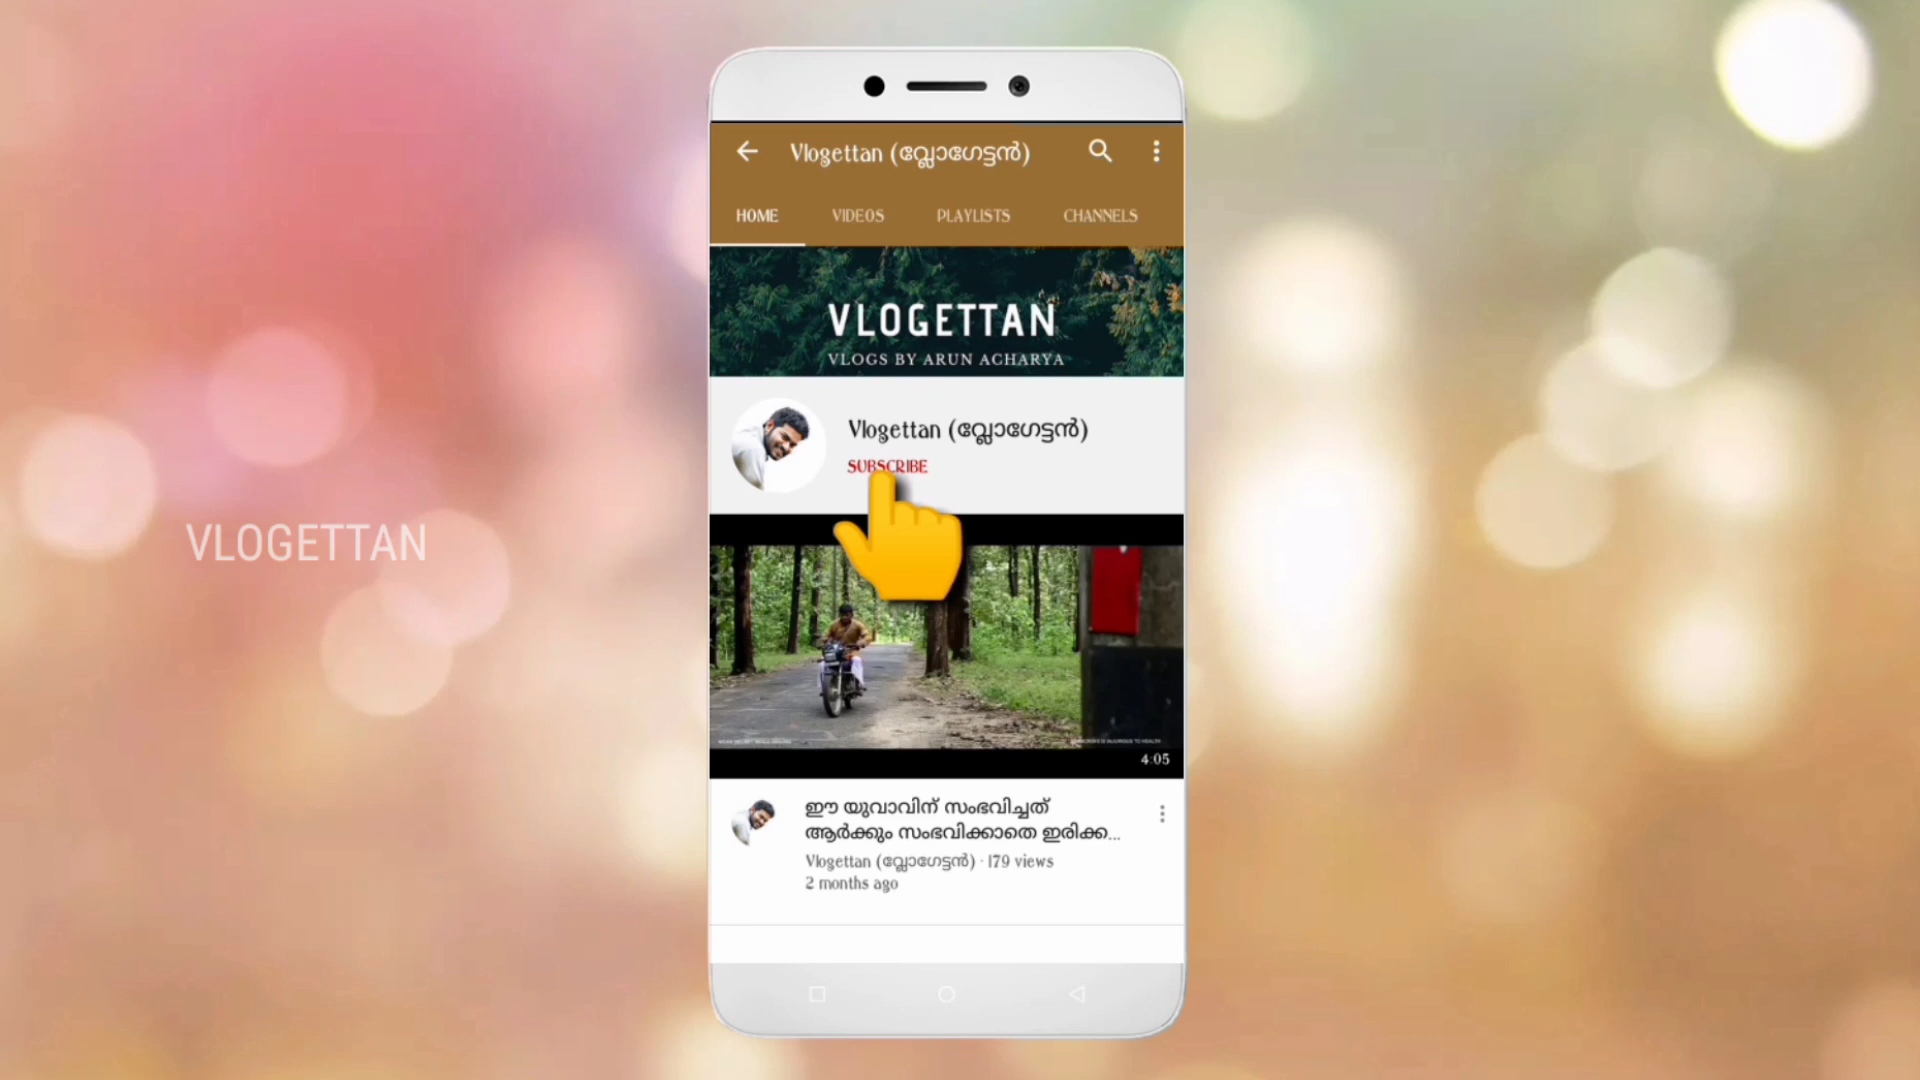 Vlogettan (വ്ലോഗേട്ടൻ)
HOME VIDEOS PLAYLISTS CHANNELS
VLOGETTAN
VLOGS BY ARUN ACHARYA
Vlogettan (വ്ലോഗേട്ടൻ)
SUBSCRIBE
VLOGETTAN
4:05
ഈ യുവാവിന് സംഭവിച്ചത്
ആർക്കും സംഭവിക്കാതെ ഇരിക്ക...
Vlogettan (വ്ലോഗേട്ടൻ) · 179 views
2 months ago